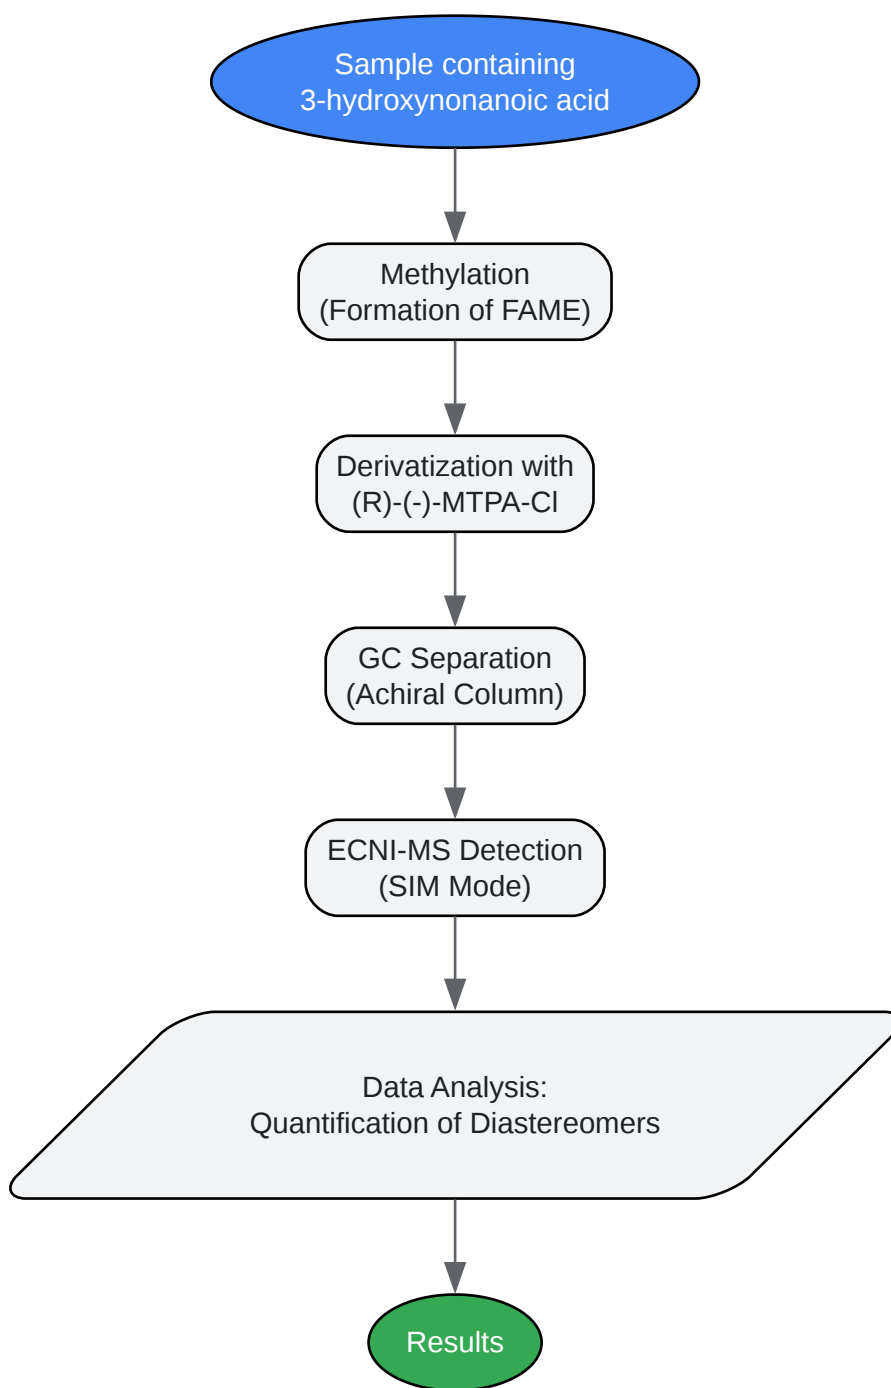 Sample containing
3-hydroxynonanoic acid
Methylation
(Formation of FAME)
Derivatization with
(R)-(-)-MTPA-Cl
GC Separation
(Achiral Column)
ECNI-MS Detection
(SIM Mode)
Data Analysis:
Quantification of Diastereomers
Results